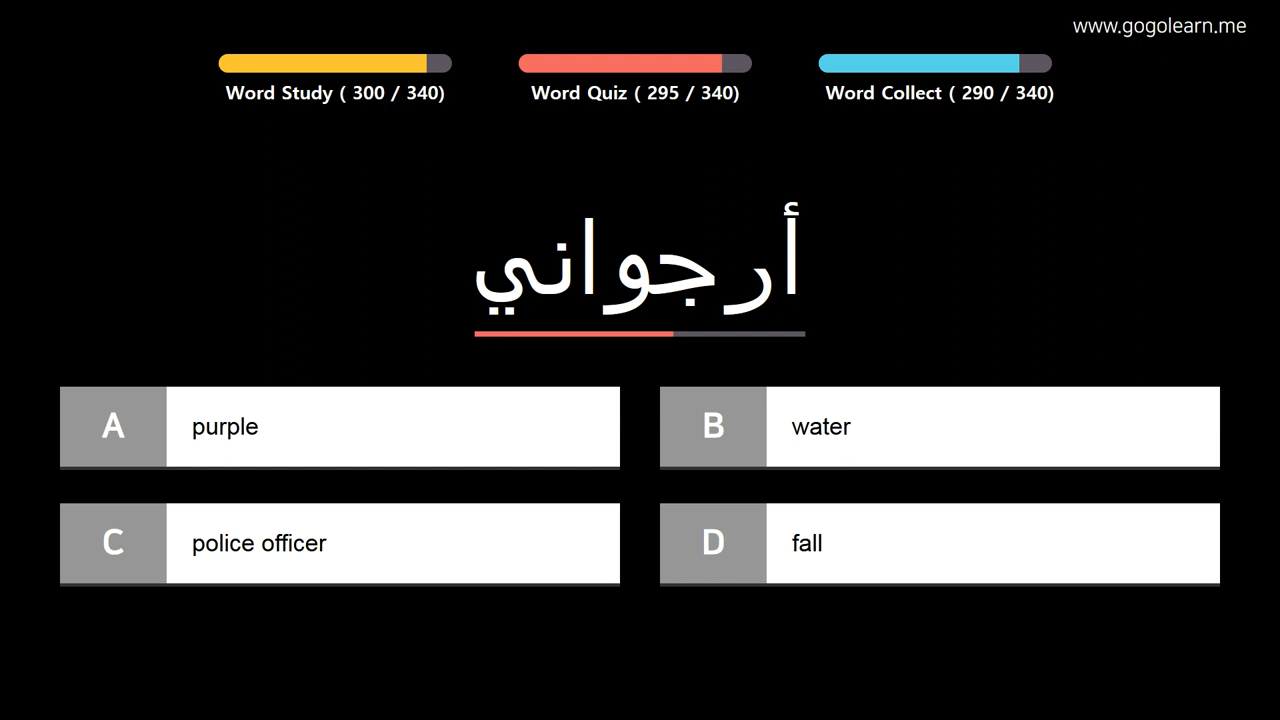 www.gogolearn.me
Word Study ( 300 / 340)
Word Quiz ( 295 / 340)
Word Collect ( 290 / 340)
أرجواني
A purple
B water
C police officer
D fall